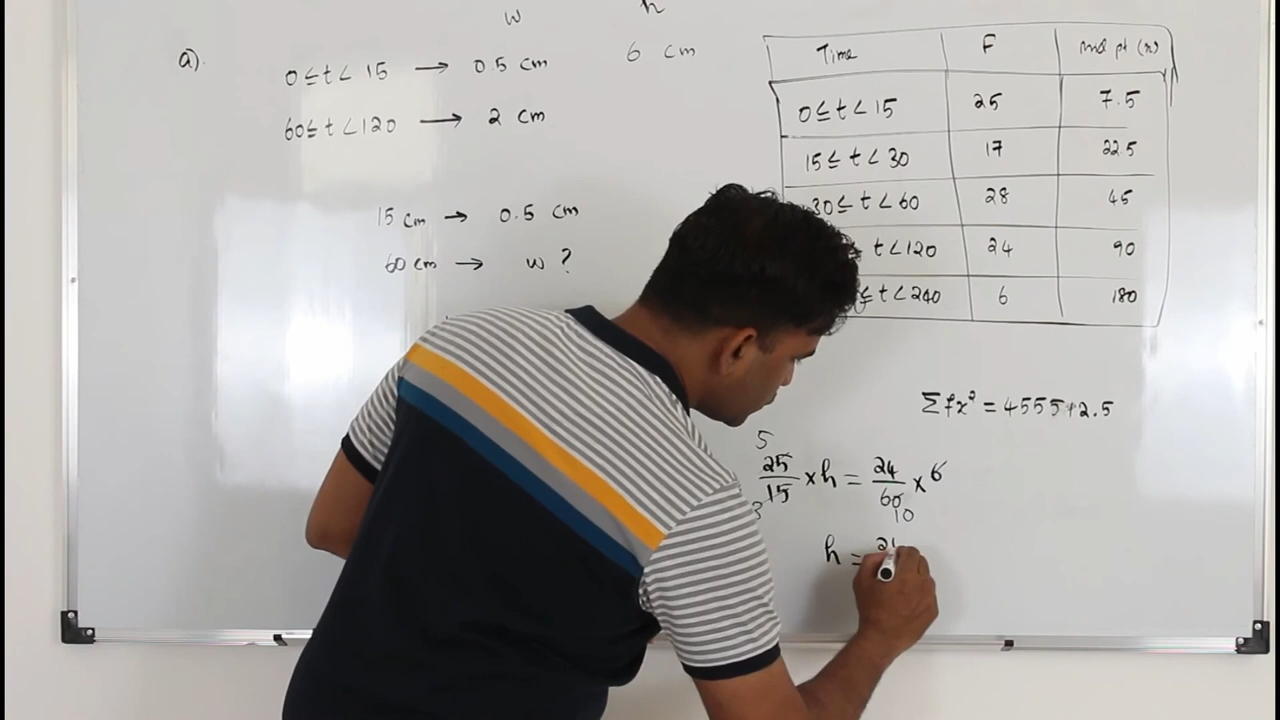 w h
a). 0≤t<15 → 0.5 cm 6 cm
60≤t<120 → 2 cm
15 cm → 0.5 cm
60 cm → w ?
Time F mid pt (x)
0≤t<15 25 7.5
15≤t<30 17 22.5
30≤t<60 28 45
t<120 24 90
≤t<240 6 180
Σfx² = 455512.5
5
25/15 × h = 24/60 × 6
3 10
h =